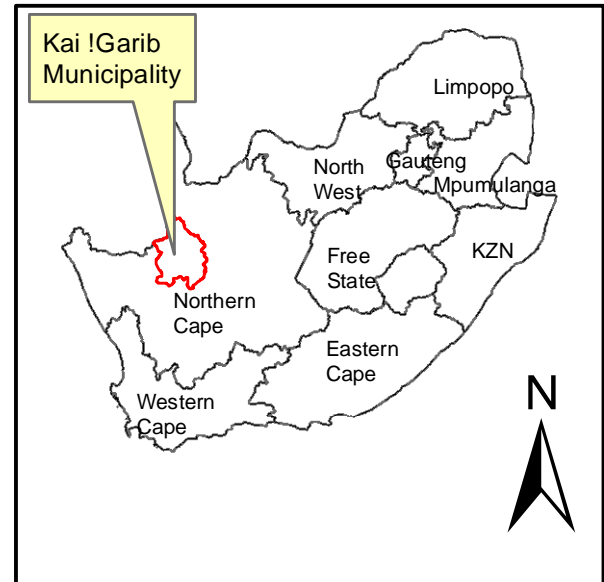 Kai !Garib
Municipality
Limpopo
North
West
Gauteng
Mpumulanga
Free
State
KZN
Northern
Cape
Eastern
Cape
Western
Cape
N